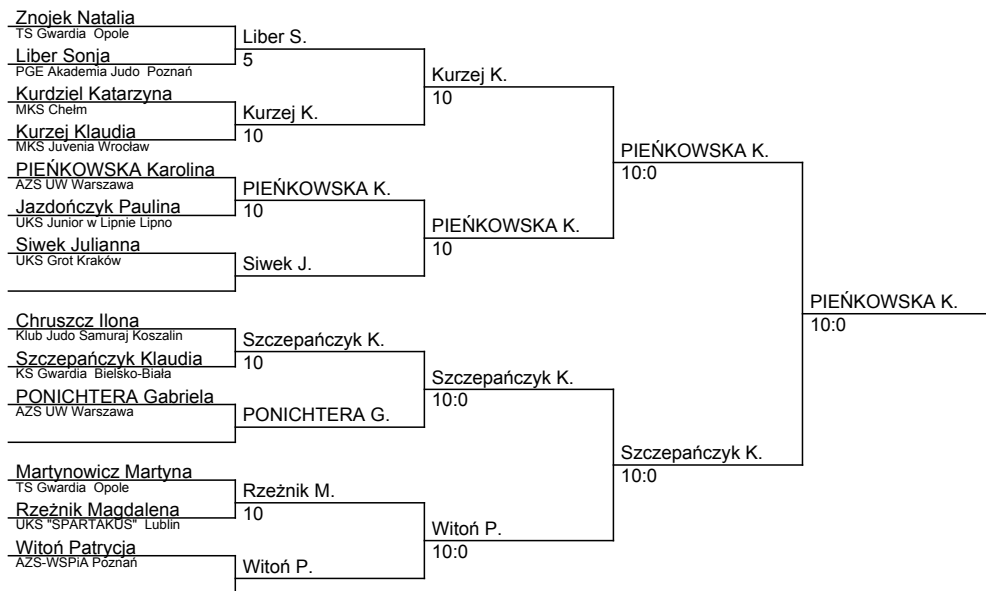 Znojek Natalia
TS Gwardia  Opole
Liber Sonja
PGE Akademia Judo  Poznań
Kurdziel Katarzyna
MKS Chełm
Kurzej Klaudia
MKS Juvenia Wrocław
PIEŃKOWSKA Karolina
AZS UW Warszawa
Jazdończyk Paulina
UKS Junior w Lipnie Lipno
Siwek Julianna
UKS Grot Kraków
Chruszcz Ilona
Klub Judo Samuraj Koszalin
Szczepańczyk Klaudia
KS Gwardia  Bielsko-Biała
PONICHTERA Gabriela
AZS UW Warszawa
Martynowicz Martyna
TS Gwardia  Opole
Rzeżnik Magdalena
UKS "SPARTAKUS"  Lublin
Witoń Patrycja
AZS-WSPiA Poznań
Liber S.
5
Kurzej K.
10
PIEŃKOWSKA K.
10
Siwek J.
Szczepańczyk K.
10
PONICHTERA G.
Rzeżnik M.
10
Witoń P.
Kurzej K.
10
PIEŃKOWSKA K.
10
Szczepańczyk K.
10:0
Witoń P.
10:0
PIEŃKOWSKA K.
10:0
Szczepańczyk K.
10:0
PIEŃKOWSKA K.
10:0